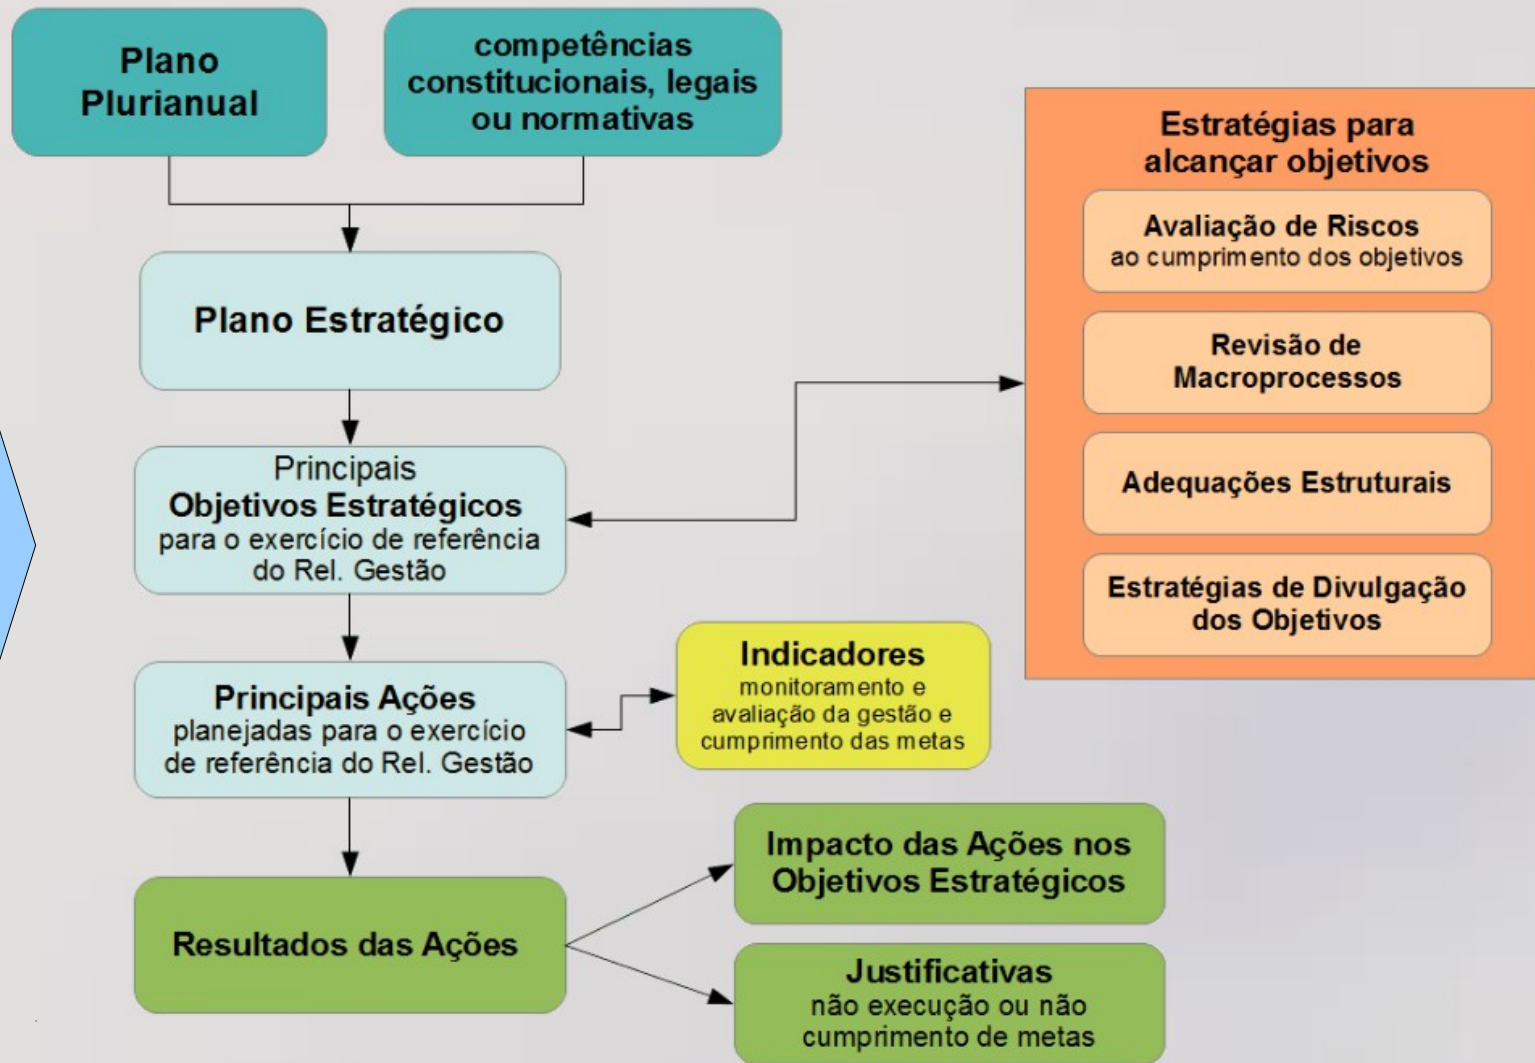 Plano
Plurianual
competências
constitucionais, legais
ou normativas
Plano Estratégico
Principais
Objetivos Estratégicos
para o exercício de referência
do Rel. Gestão
Principais Ações
planejadas para o exercício
de referência do Rel. Gestão
Indicadores
monitoramento e
avaliação da gestão e
cumprimento das metas
Resultados das Ações
Impacto das Ações nos
Objetivos Estratégicos
Justificativas
não execução ou não
cumprimento de metas
Estratégias para
alcançar objetivos
Avaliação de Riscos
ao cumprimento dos objetivos
Revisão de
Macroprocessos
Adequações Estruturais
Estratégias de Divulgação
dos Objetivos